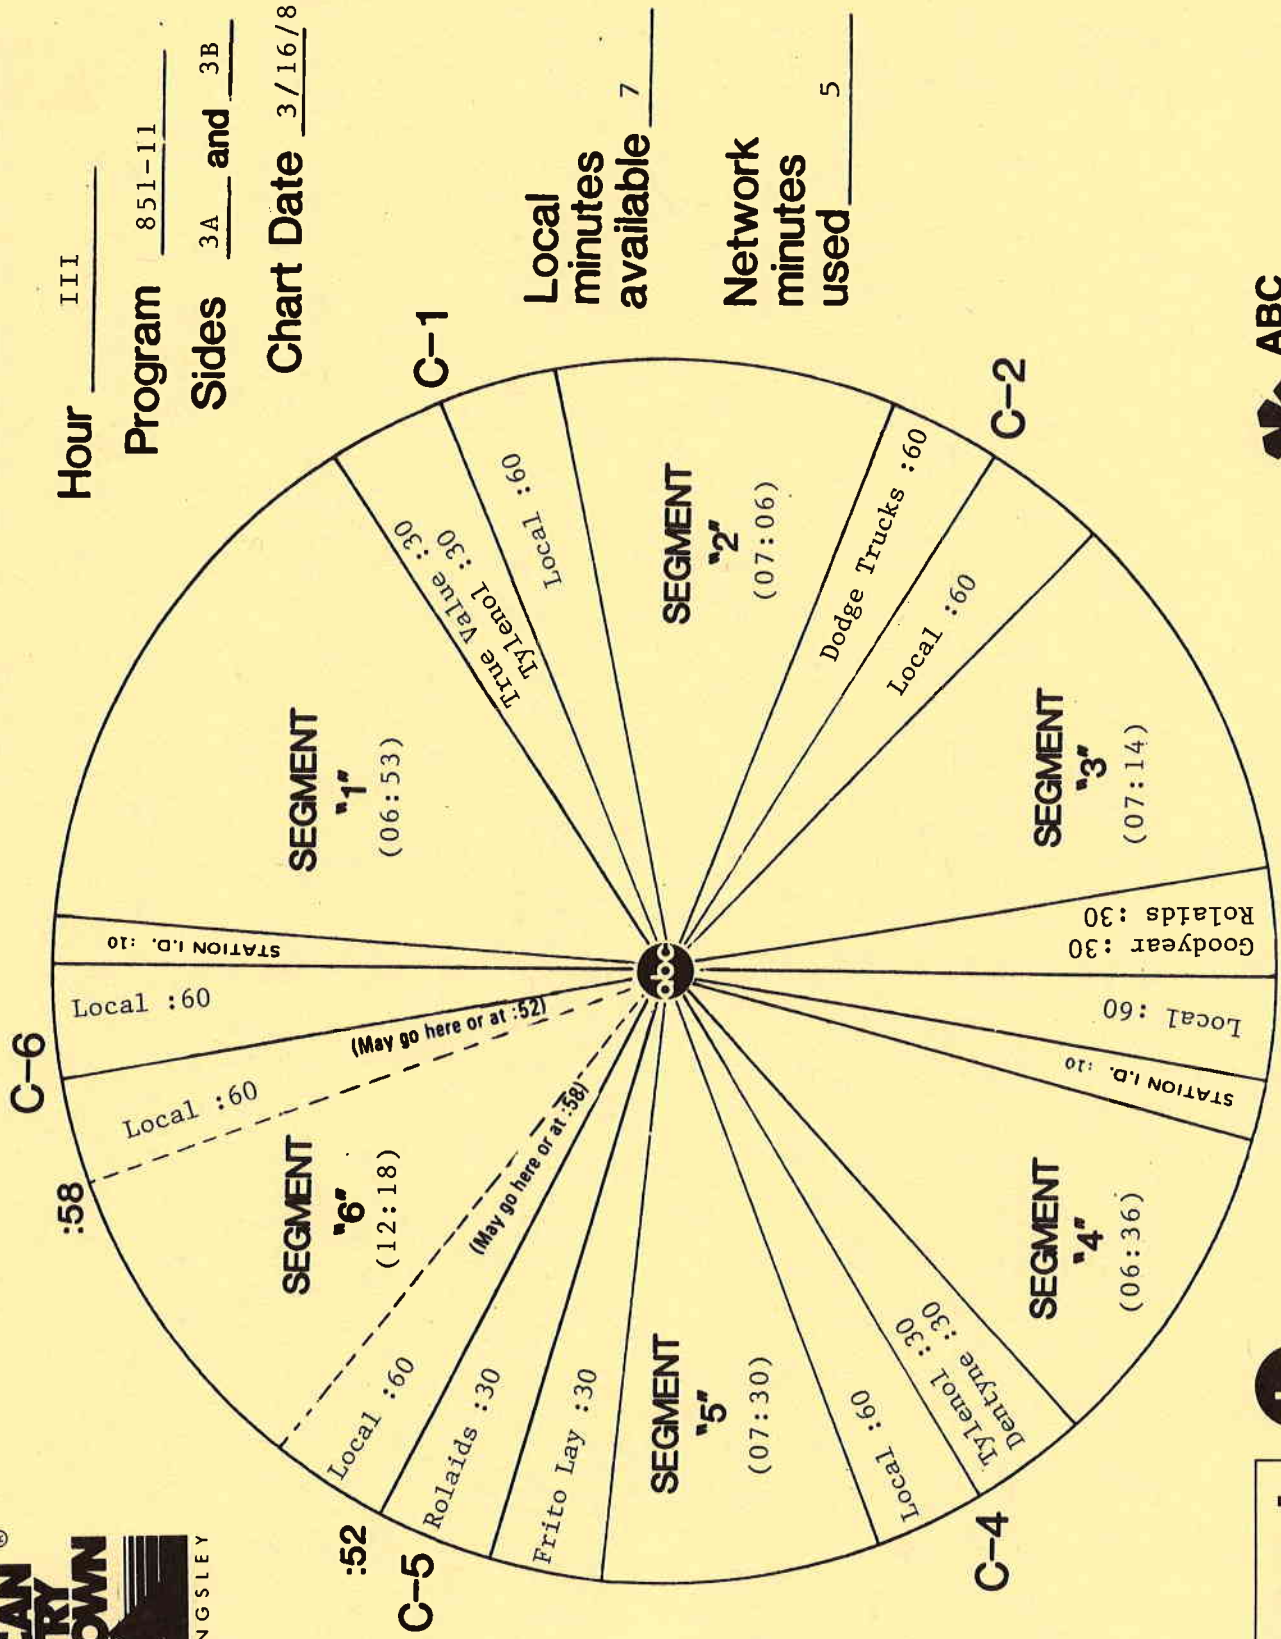 Hour III
Program 851-11
Sides 3A and 3B
Chart Date 3/16/8
Local
minutes
available 7
Network
minutes
used 5
C-1
C-2
C-4
C-5
:52
:58
C-6
SEGMENT
"1"
(06:53)
True Value :30
Tylenol :30
Local :60
SEGMENT
"2"
(07:06)
Dodge Trucks :60
Local :60
SEGMENT
"3"
(07:14)
Rolaids :30
Goodyear :30
Local :60
STATION I.D. :10
SEGMENT
"4"
(06:36)
Dentyne :30
Tylenol :30
Local :60
SEGMENT
"5"
(07:30)
Frito Lay :30
Rolaids :30
Local :60
(May go here or at :58)
SEGMENT
"6"
(12:18)
(May go here or at :52)
Local :60
Local :60
STATION I.D. :10
abc
ABC
NGSLEY